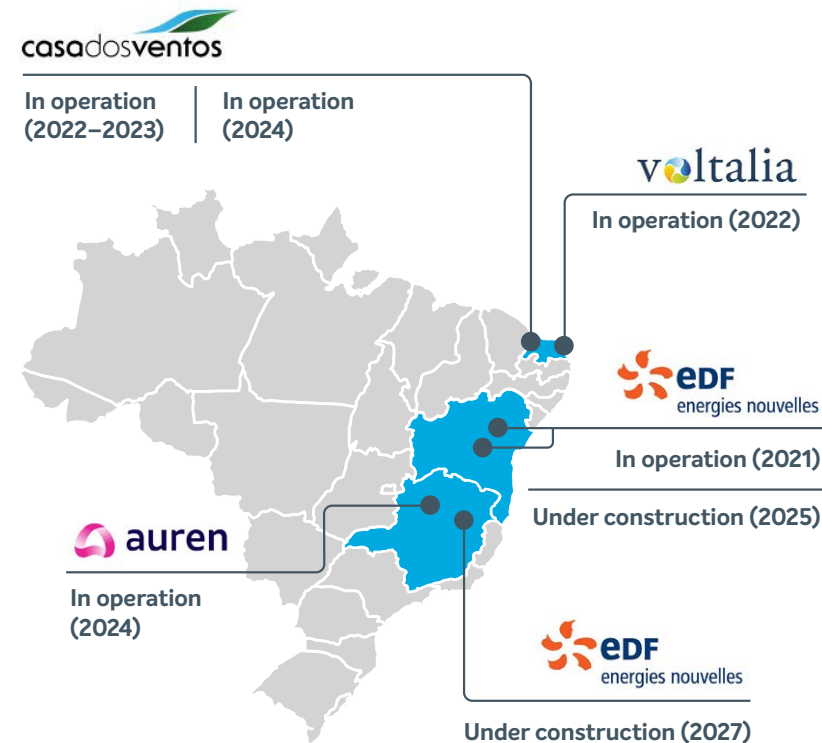 casadosventos
In operation
(2022–2023)
In operation
(2024)
voltalia
In operation (2022)
eDF
energies nouvelles
In operation (2021)
Under construction (2025)
auren
In operation
(2024)
eDF
energies nouvelles
Under construction (2027)